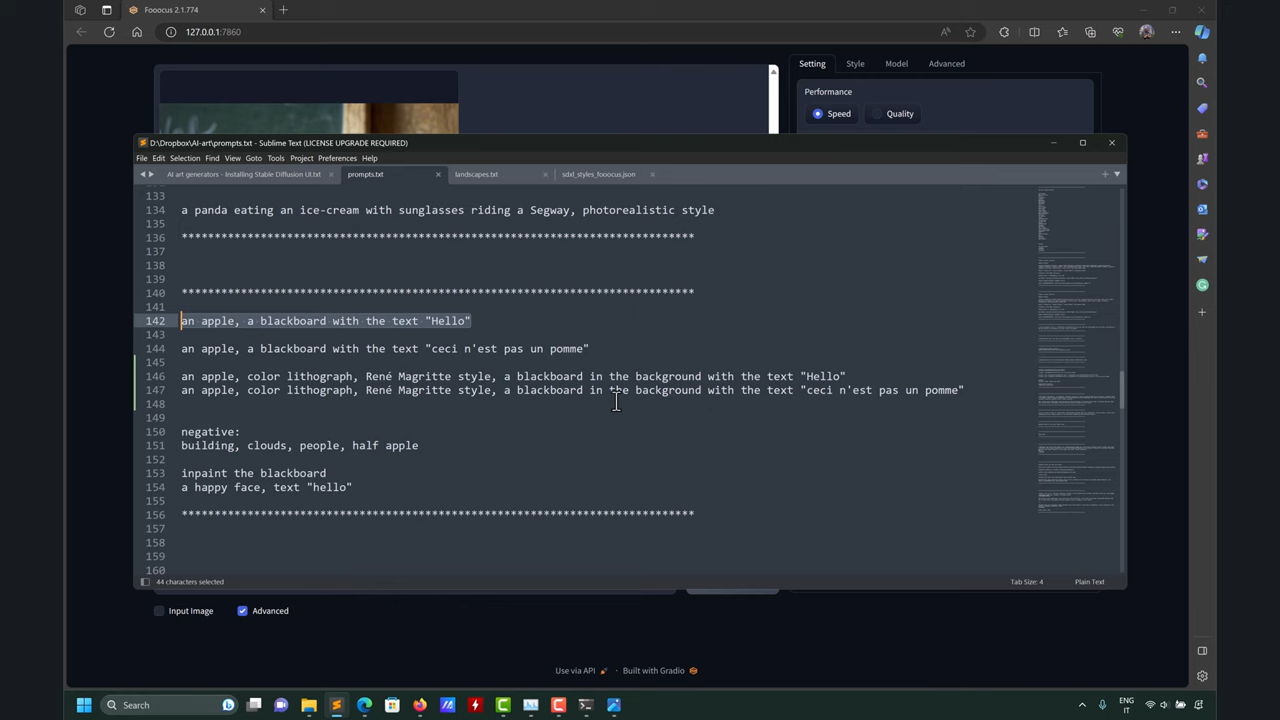 Fooocus 2.1.774
127.0.0.1:7860
Setting Style Model Advanced
Performance
Speed Quality
D:\Dropbox\AI-art\prompts.txt - Sublime Text (LICENSE UPGRADE REQUIRED)
File Edit Selection Find View Goto Tools Project Preferences Help
AI art generators - Installing Stable Diffusion UI.txt prompts.txt landscapes.txt sdxl_styles_fooocus.json
133
134 a panda eating an ice-cream with sunglasses riding a Segway, photorealistic style
135
136 ******************************************************************************
137
138
139
140 ******************************************************************************
141
142 an apple, a blackboard with the text "Hello"
143
144 an apple, a blackboard with the text "ceci n'est pas un pomme"
145
146 an apple, color lithograph, Rene Magritte style, a blackboard in the background with the text "Hello"
147 an apple, color lithograph, Rene Magritte style, a blackboard in the background with the text "ceci n'est pas un pomme"
148
149
150 negative:
151 building, clouds, people, half apple
152
153 inpaint the blackboard
154 a happy face, text "hello"
155
156 ******************************************************************************
157
158
159
160
44 characters selected Tab Size: 4 Plain Text
Input Image Advanced
Use via API · Built with Gradio
Search
ENG
IT